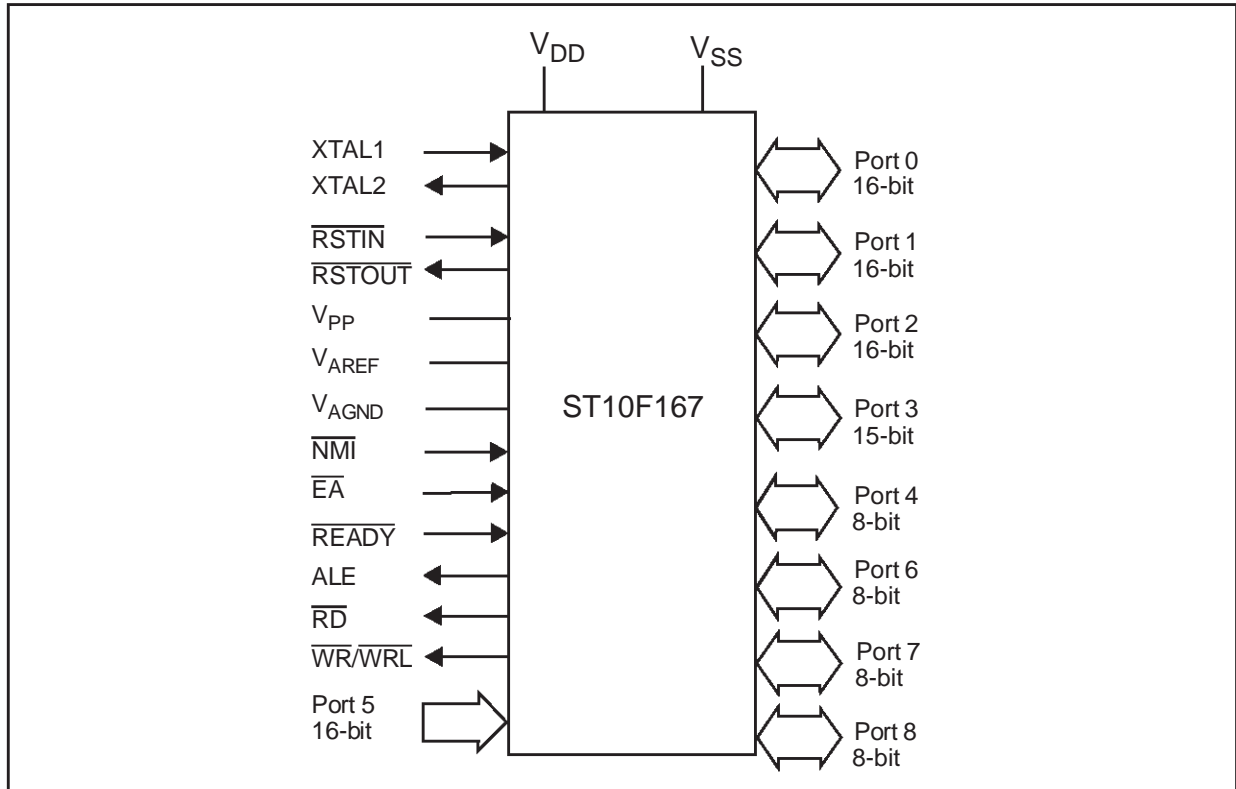 VDD
VSS
XTAL1
XTAL2
RSTIN
RSTOUT
VPP
VAREF
VAGND
NMI
EA
READY
ALE
RD
WR/WRL
Port 5
16-bit
ST10F167
Port 0
16-bit
Port 1
16-bit
Port 2
16-bit
Port 3
15-bit
Port 4
8-bit
Port 6
8-bit
Port 7
8-bit
Port 8
8-bit